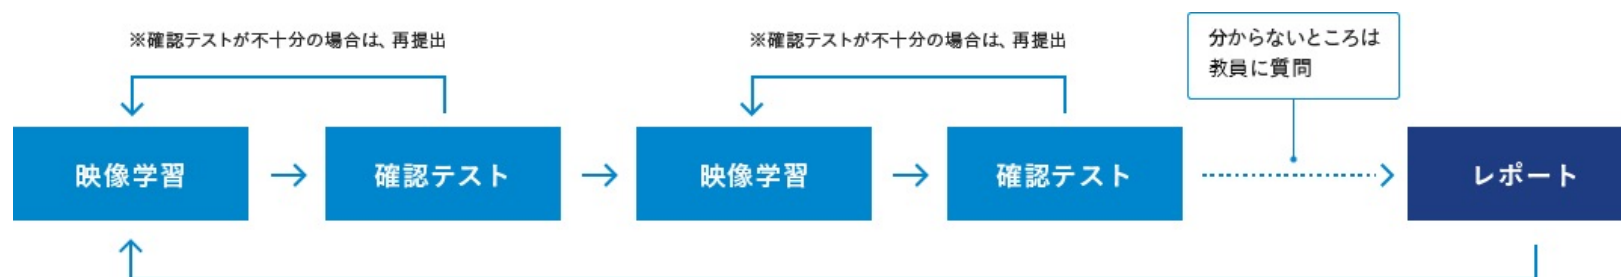 ※確認テストが不十分の場合は、再提出
※確認テストが不十分の場合は、再提出
分からないところは
教員に質問
映像学習
確認テスト
映像学習
確認テスト
レポート